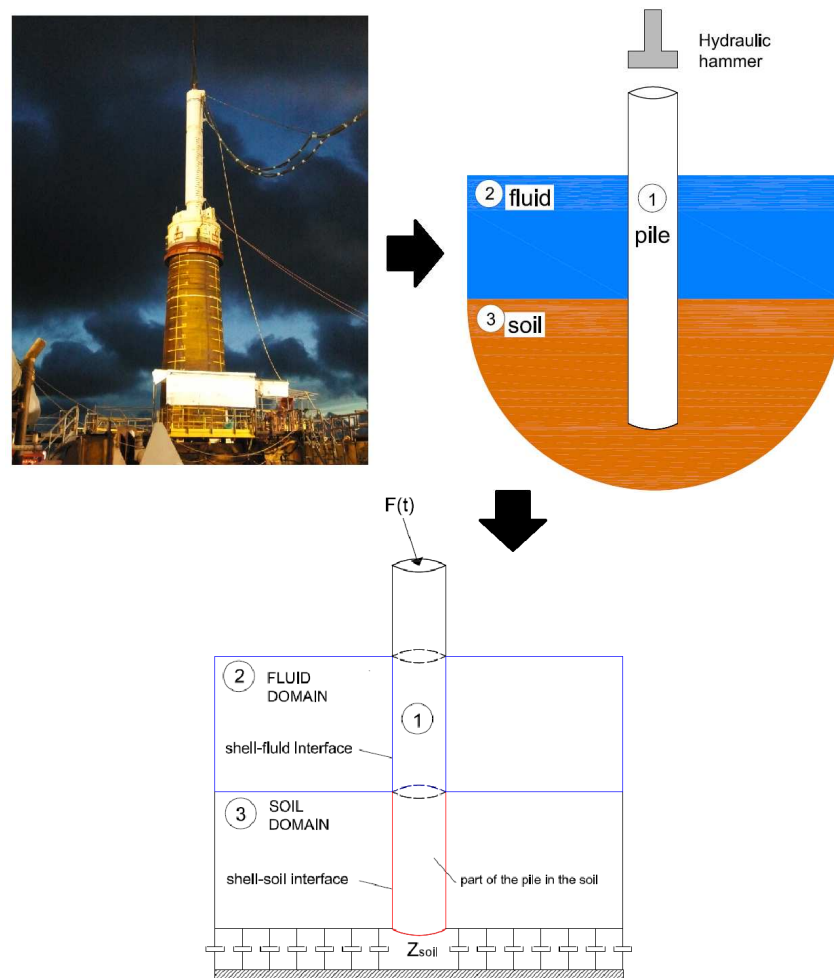 Hydraulic
hammer
2 fluid
1
pile
3 soil
F(t)
2 FLUID
DOMAIN
1
shell-fluid Interface
3 SOIL
DOMAIN
shell-soil interface
part of the pile in the soil
Zsoil